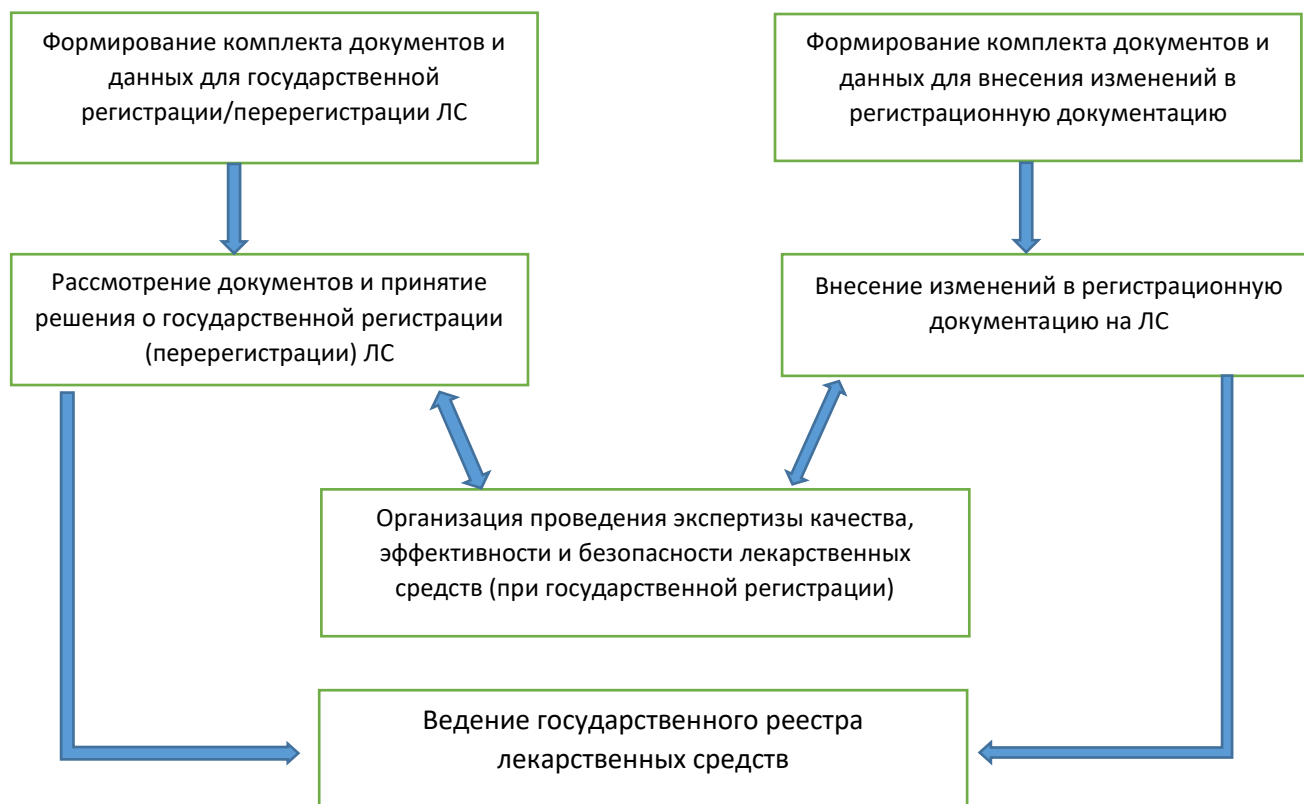 Формирование комплекта документов и
данных для государственной
регистрации/перерегистрации ЛС
Формирование комплекта документов и
данных для внесения изменений в
регистрационную документацию
Рассмотрение документов и принятие
решения о государственной регистрации
(перерегистрации) ЛС
Внесение изменений в регистрационную
документацию на ЛС
Организация проведения экспертизы качества,
эффективности и безопасности лекарственных
средств (при государственной регистрации)
Ведение государственного реестра
лекарственных средств